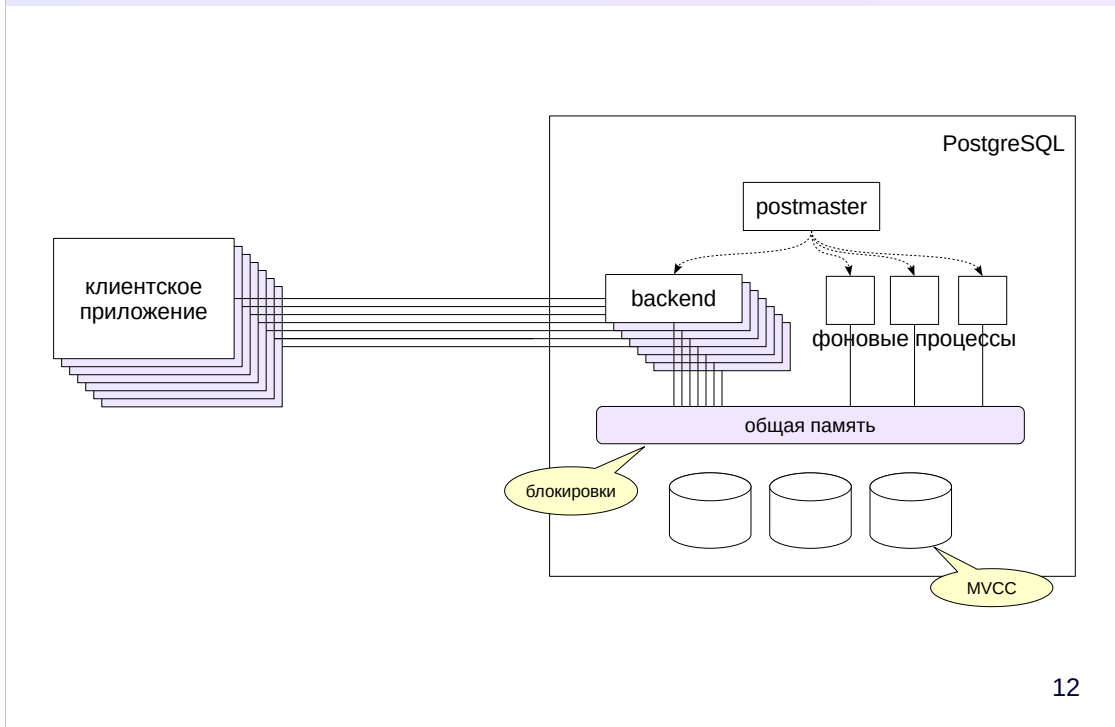 PostgreSQL
postmaster
клиентское
приложение
backend
фоновые процессы
общая память
блокировки
MVCC
12